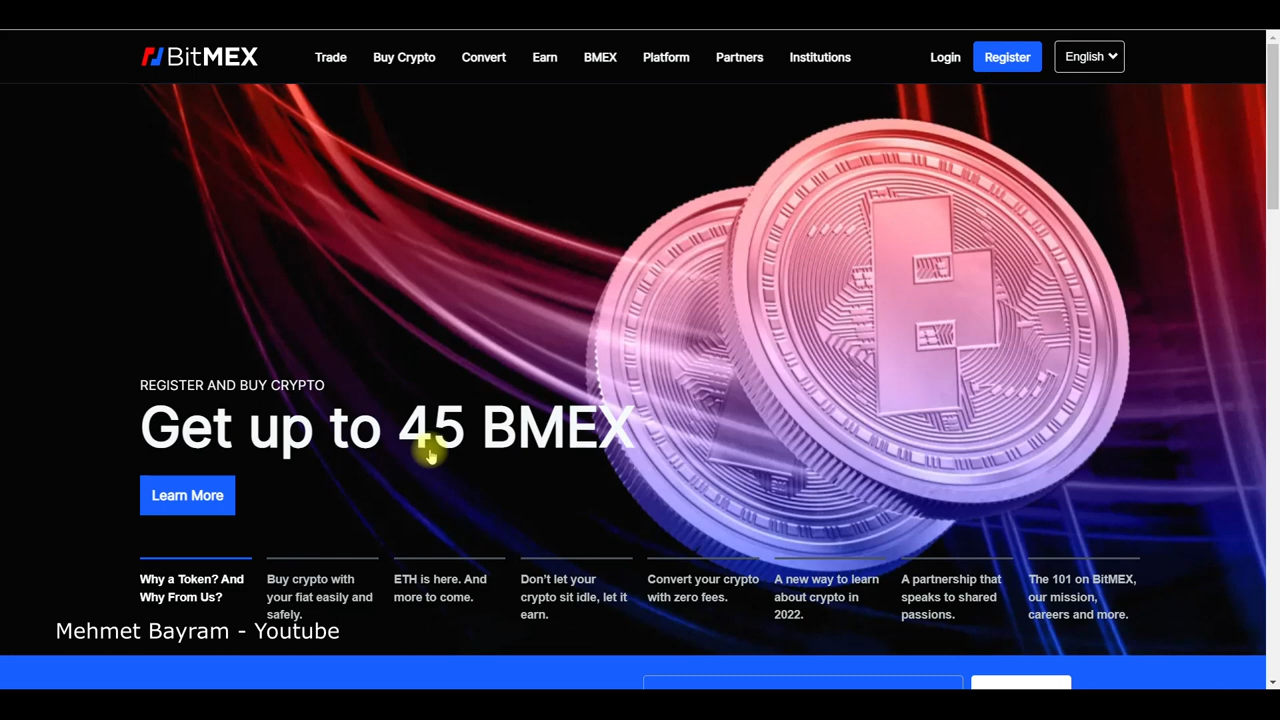 BitMEX
Trade Buy Crypto Convert Earn BMEX Platform Partners Institutions Login Register English
REGISTER AND BUY CRYPTO
Get up to 45 BMEX
Learn More
Why a Token? And
Why From Us?
Buy crypto with
your fiat easily and
safely.
ETH is here. And
more to come.
Don't let your
crypto sit idle, let it
earn.
Convert your crypto
with zero fees.
A new way to learn
about crypto in
2022.
A partnership that
speaks to shared
passions.
The 101 on BitMEX,
our mission,
careers and more.
Mehmet Bayram - Youtube